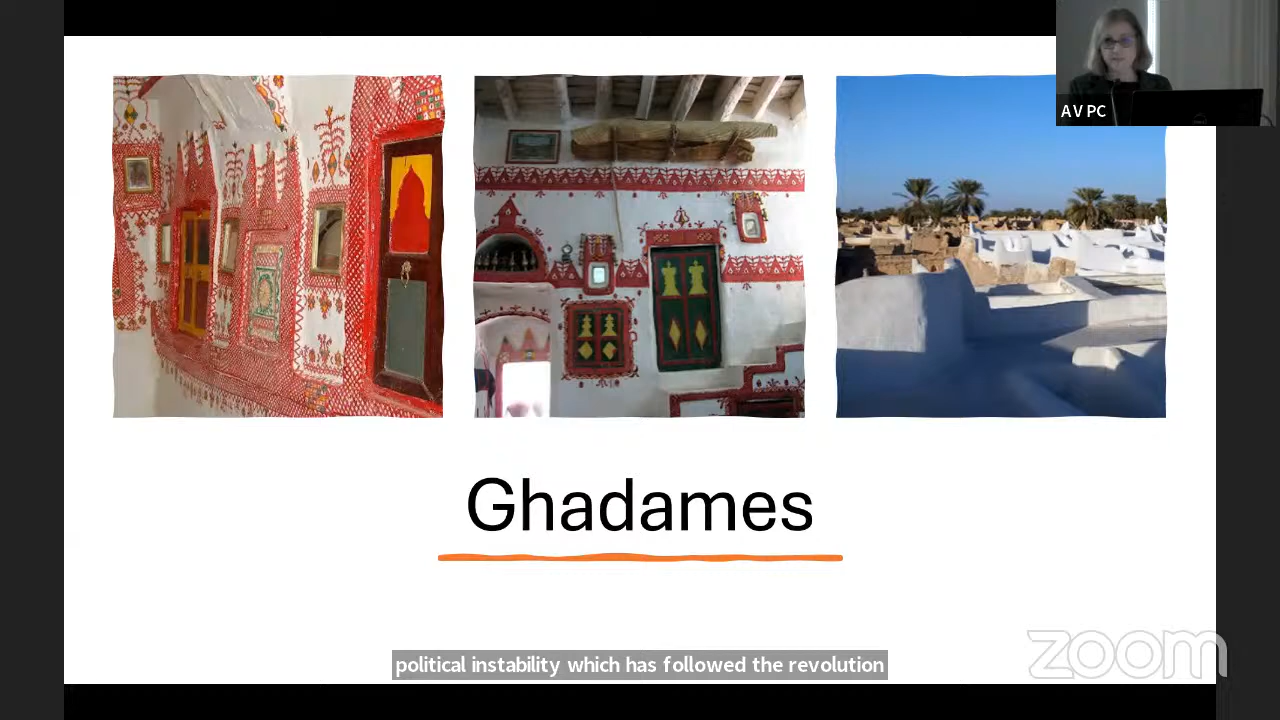 A V PC
Ghadames
political instability which has followed the revolution
zoom